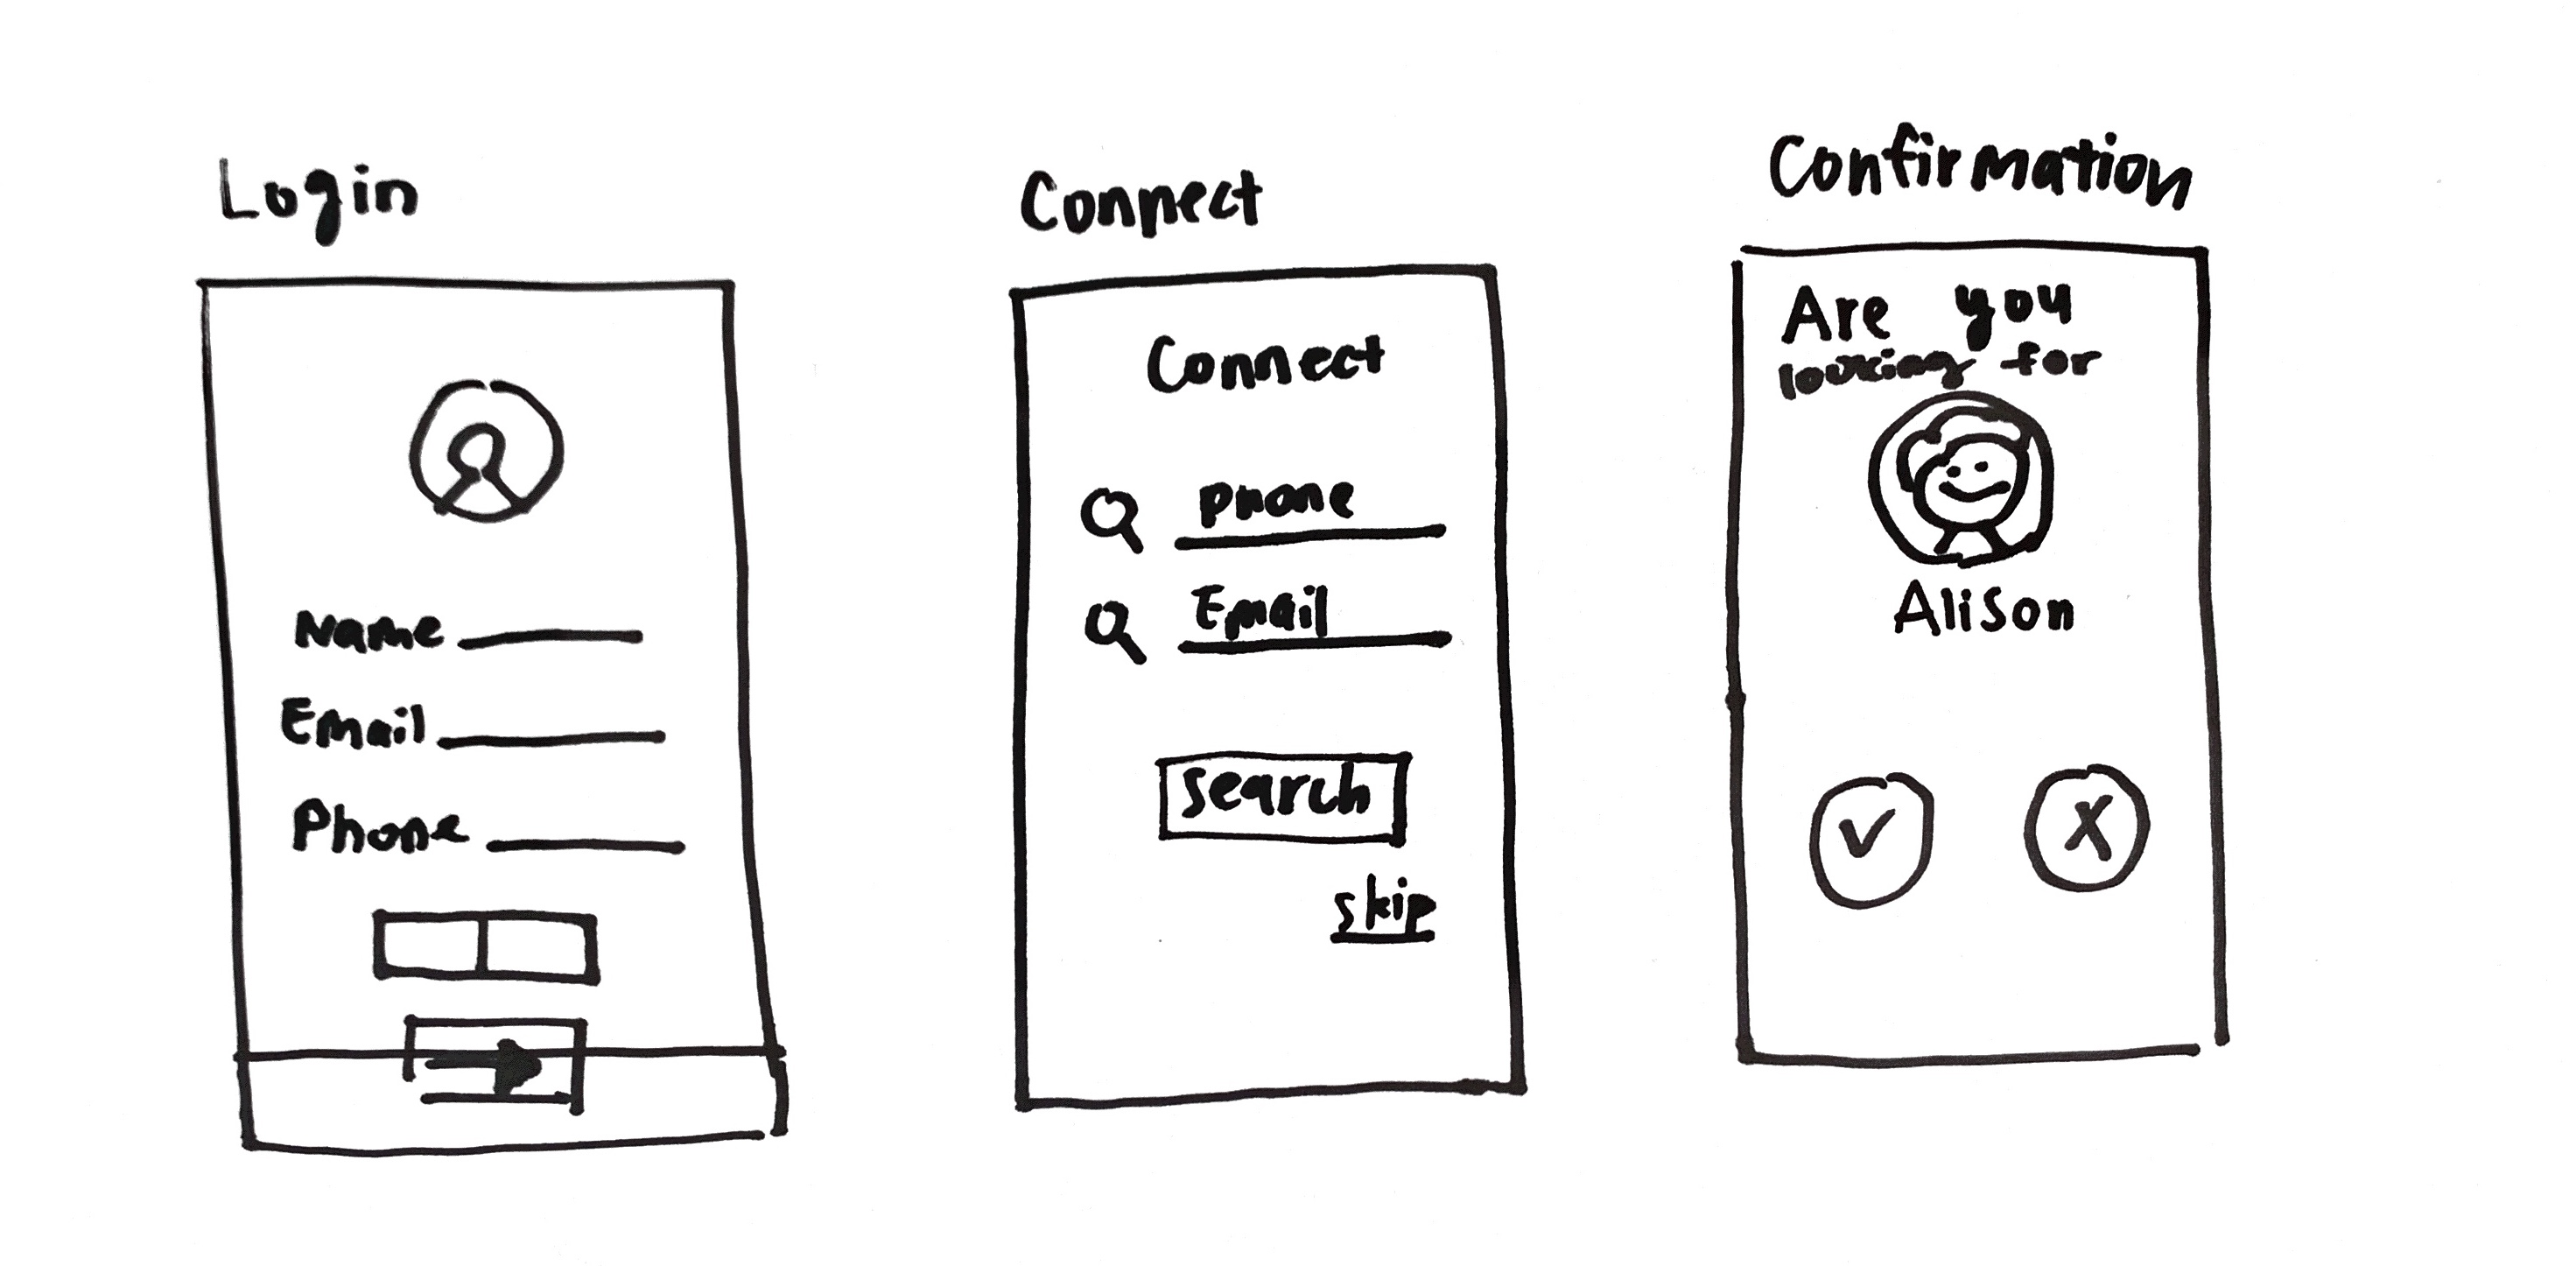 Login
Name
Email
Phone
Connect
Connect
Phone
Email
search
skip
Confirmation
Are you
looking for
Alison